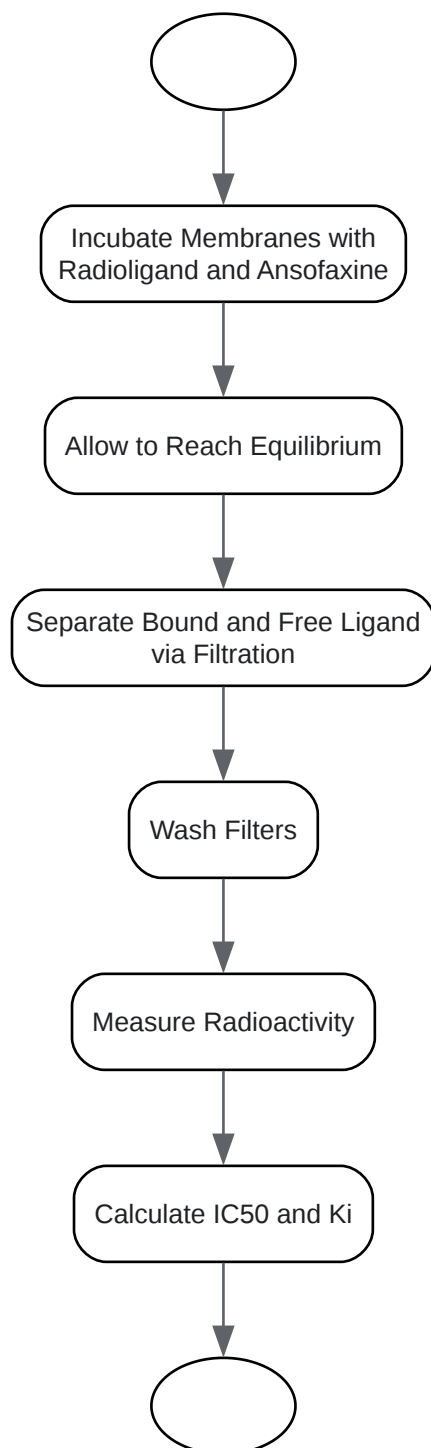 Incubate Membranes with
Radioligand and Ansofaxine
Allow to Reach Equilibrium
Separate Bound and Free Ligand
via Filtration
Wash Filters
Measure Radioactivity
Calculate IC50 and Ki